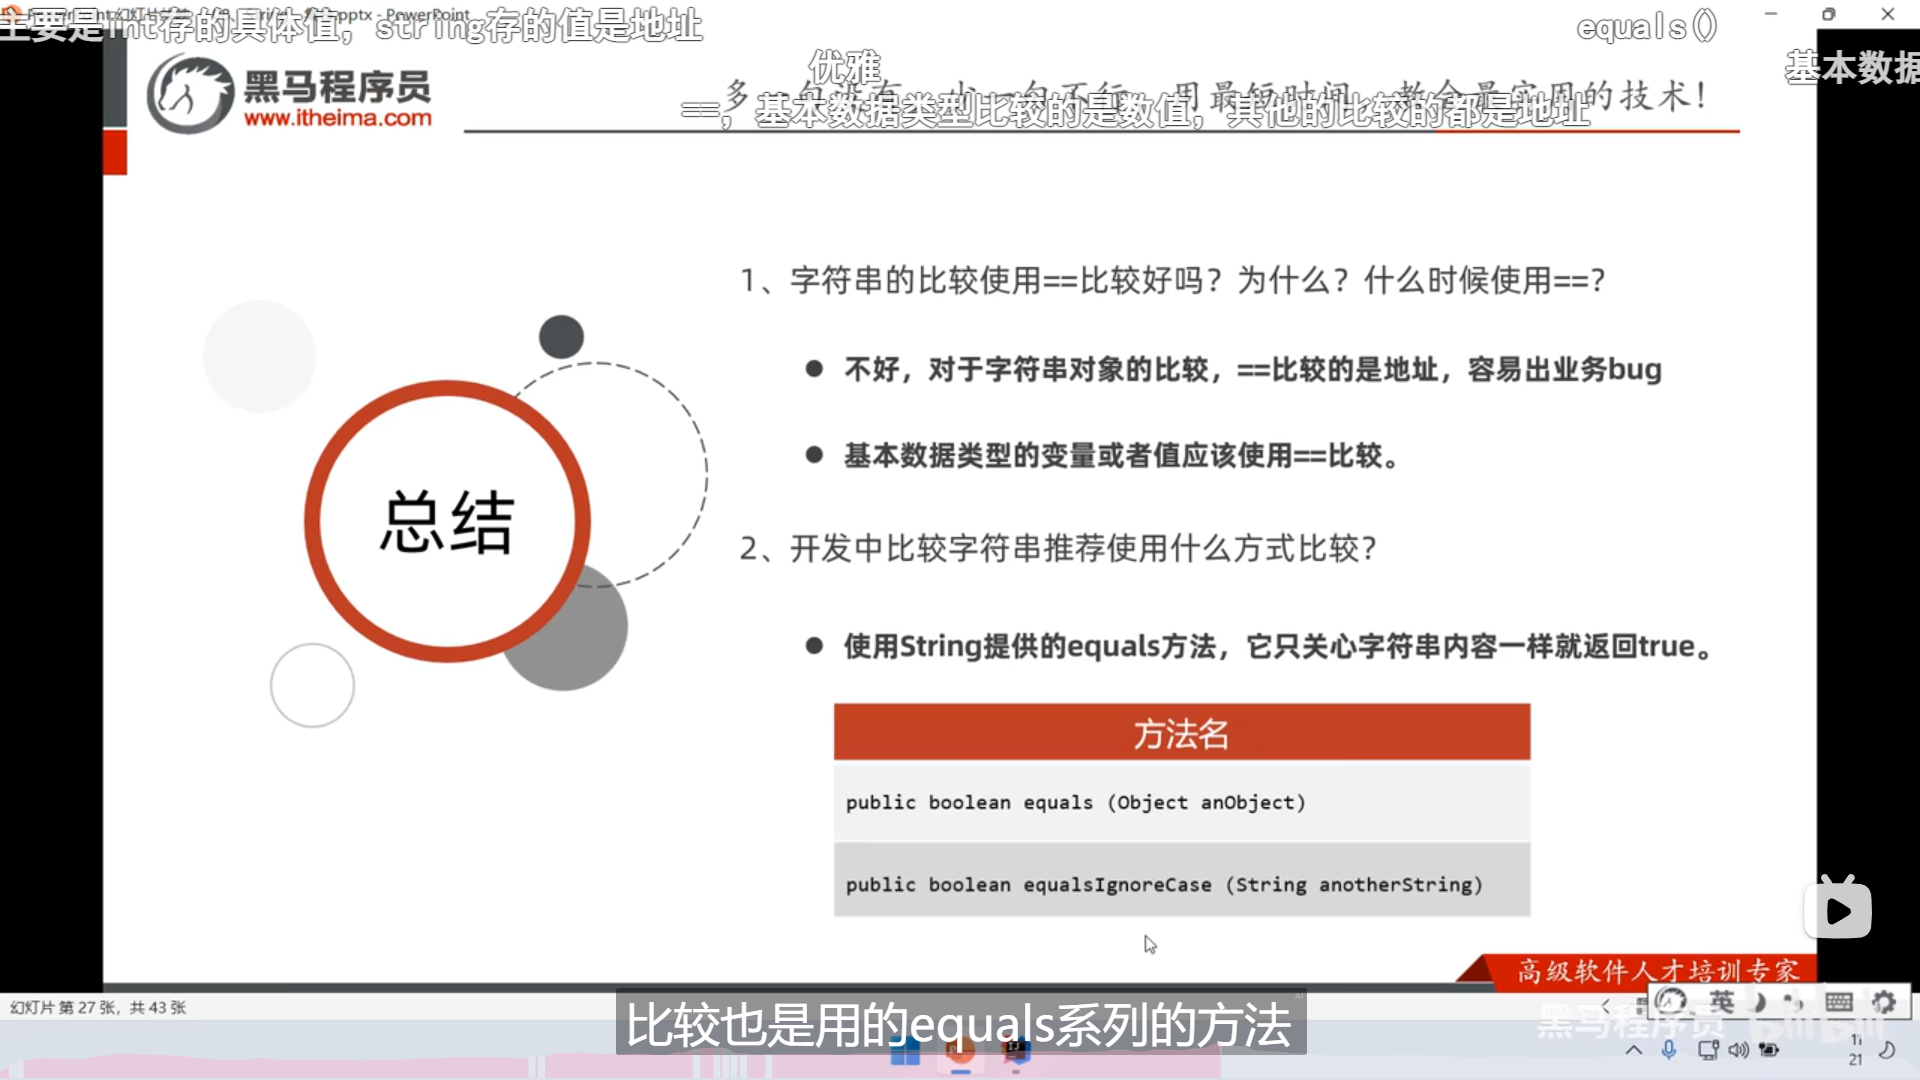 主要是int存的具体值，string存的值是地址
equals()
优雅
基本数据
黑马程序员
www.itheima.com
==，基本数据类型比较的是数值，其他的比较的都是地址
1、字符串的比较使用==比较好吗？为什么？什么时候使用==？
不好，对于字符串对象的比较，==比较的是地址，容易出业务bug
基本数据类型的变量或者值应该使用==比较。
总结
2、开发中比较字符串推荐使用什么方式比较？
使用String提供的equals方法，它只关心字符串内容一样就返回true。
方法名
public boolean equals (Object anObject)
public boolean equalsIgnoreCase (String anotherString)
高级软件人才培训专家
幻灯片 第 27 张，共 43 张
英
黑马程序员
比较也是用的equals系列的方法